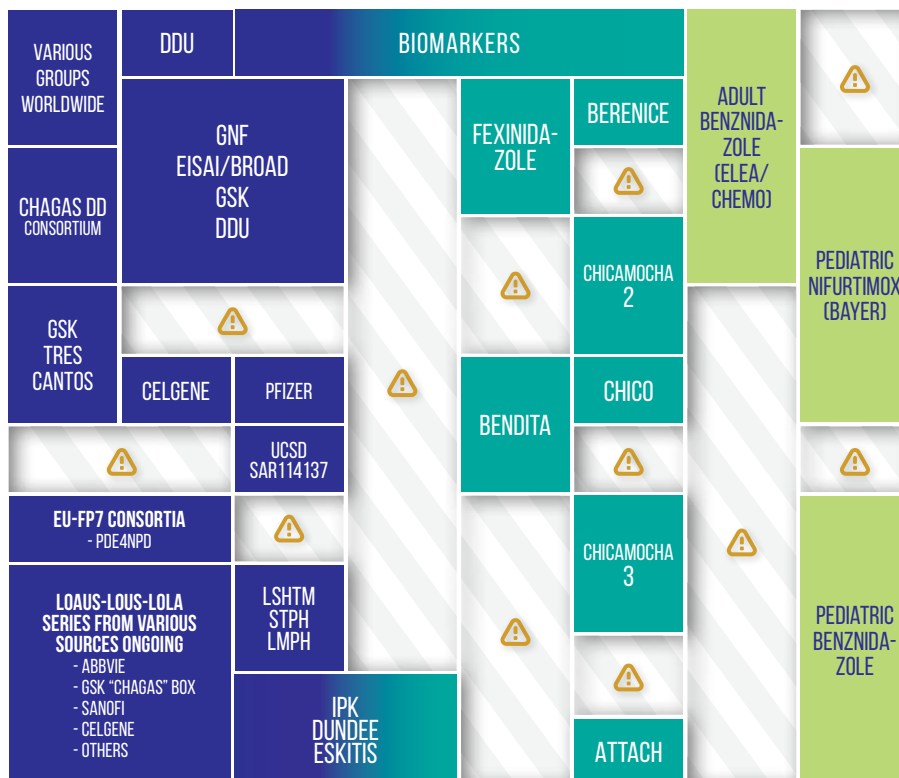 VARIOUS
GROUPS
WORLDWIDE
DDU
BIOMARKERS
CHAGAS DD
CONSORTIUM
GNF
EISAI/BROAD
GSK
DDU
GSK
TRES
CANTOS
CELGENE
PFIZER
UCSD
SAR114137
EU-FP7 CONSORTIA
- PDE4NPD
LOAUS-LOUS-LOLA
SERIES FROM VARIOUS
SOURCES ONGOING
- ABBVIE
- GSK “CHAGAS” BOX
- SANOFI
- CELGENE
- OTHERS
LSHTM
STPH
LMPH
IPK
DUNDEE
ESKITIS
FEXINIDA-
ZOLE
BENDITA
BERENICE
CHICAMOCHA
2
CHICO
CHICAMOCHA
3
ATTACH
ADULT
BENZNIDA-
ZOLE
(ELEA/
CHEMO)
PEDIATRIC
NIFURTIMOX
(BAYER)
PEDIATRIC
BENZNIDA-
ZOLE